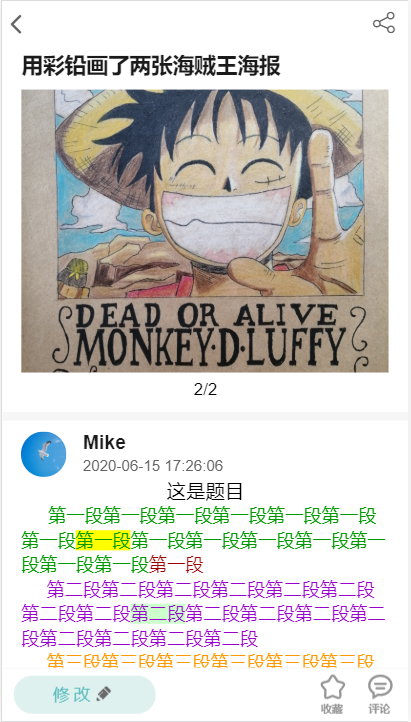 用彩铅画了两张海贼王海报
DEAD OR ALIVE
MONKEY·D·LUFFY
2/2
Mike
2020-06-15 17:26:06
这是题目
第一段第一段第一段第一段第一段第一段
第一段第一段第一段第一段第一段第一段第一
段第一段第一段第一段
第二段第二段第二段第二段第二段第二段
第二段第二段第二段第二段第二段第二段第二
段第二段第二段第二段第二段
第三段第三段第三段第三段第三段第三段
修改
收藏
评论